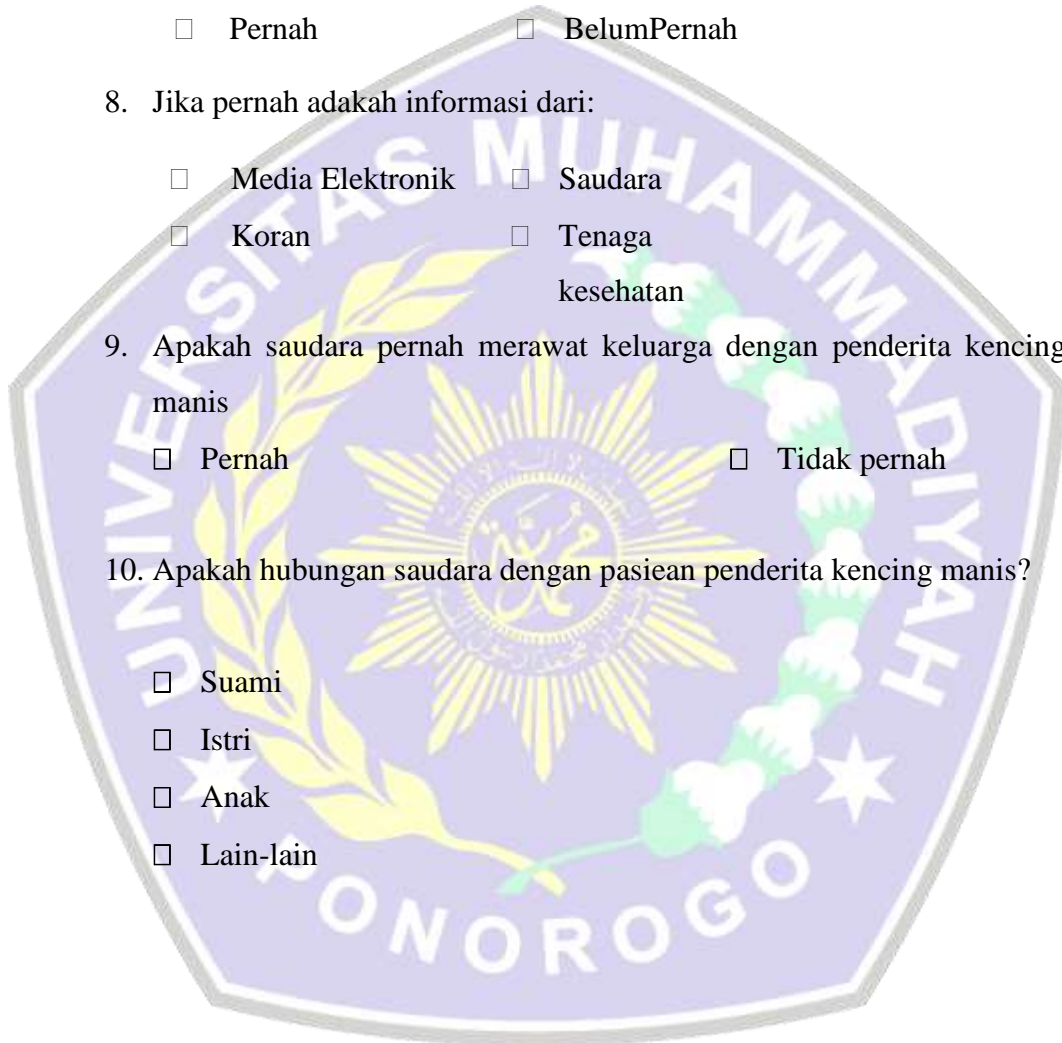 □ Pernah □ BelumPernah
8. Jika pernah adakah informasi dari:
□ Media Elektronik □ Saudara
□ Koran □ Tenaga
kesehatan
9. Apakah saudara pernah merawat keluarga dengan penderita kencing
manis
□ Pernah □ Tidak pernah
10. Apakah hubungan saudara dengan pasiean penderita kencing manis?
□ Suami
□ Istri
□ Anak
□ Lain-lain
UNIVERSITAS MUHAMMADIYAH
PONOROGO